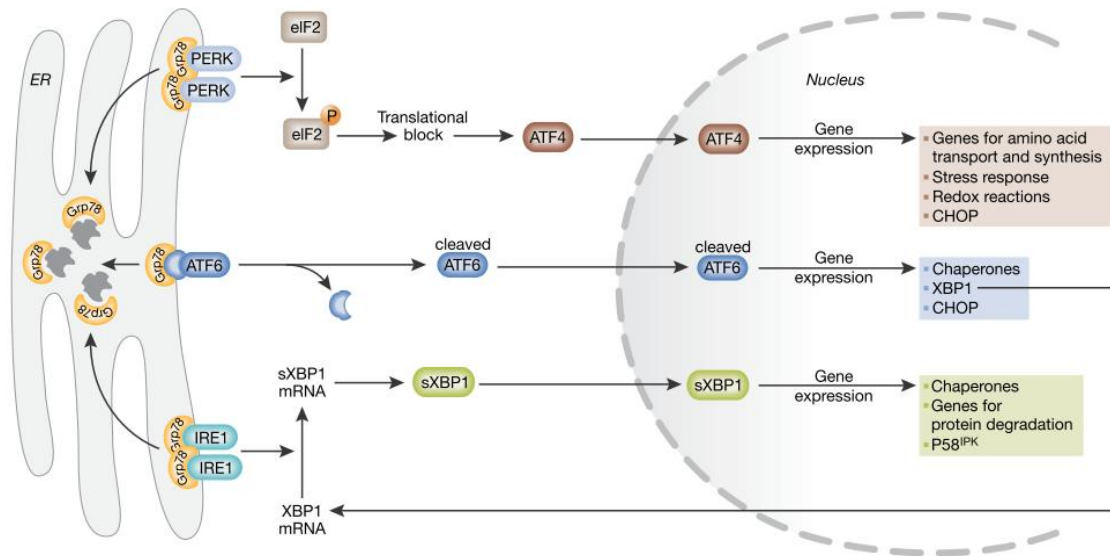 eIF2
Grp78
PERK
Grp78
PERK
ER
Nucleus
P
eIF2
Translational
block
ATF4
ATF4
Gene
expression
Genes for amino acid
transport and synthesis
Stress response
Redox reactions
CHOP
Grp78
Grp78
Grp78
Grp78
ATF6
cleaved
ATF6
cleaved
ATF6
Gene
expression
Chaperones
XBP1
CHOP
sXBP1
mRNA
sXBP1
sXBP1
Gene
expression
Chaperones
Genes for
protein degradation
P58IPK
Grp78
IRE1
Grp78
IRE1
XBP1
mRNA